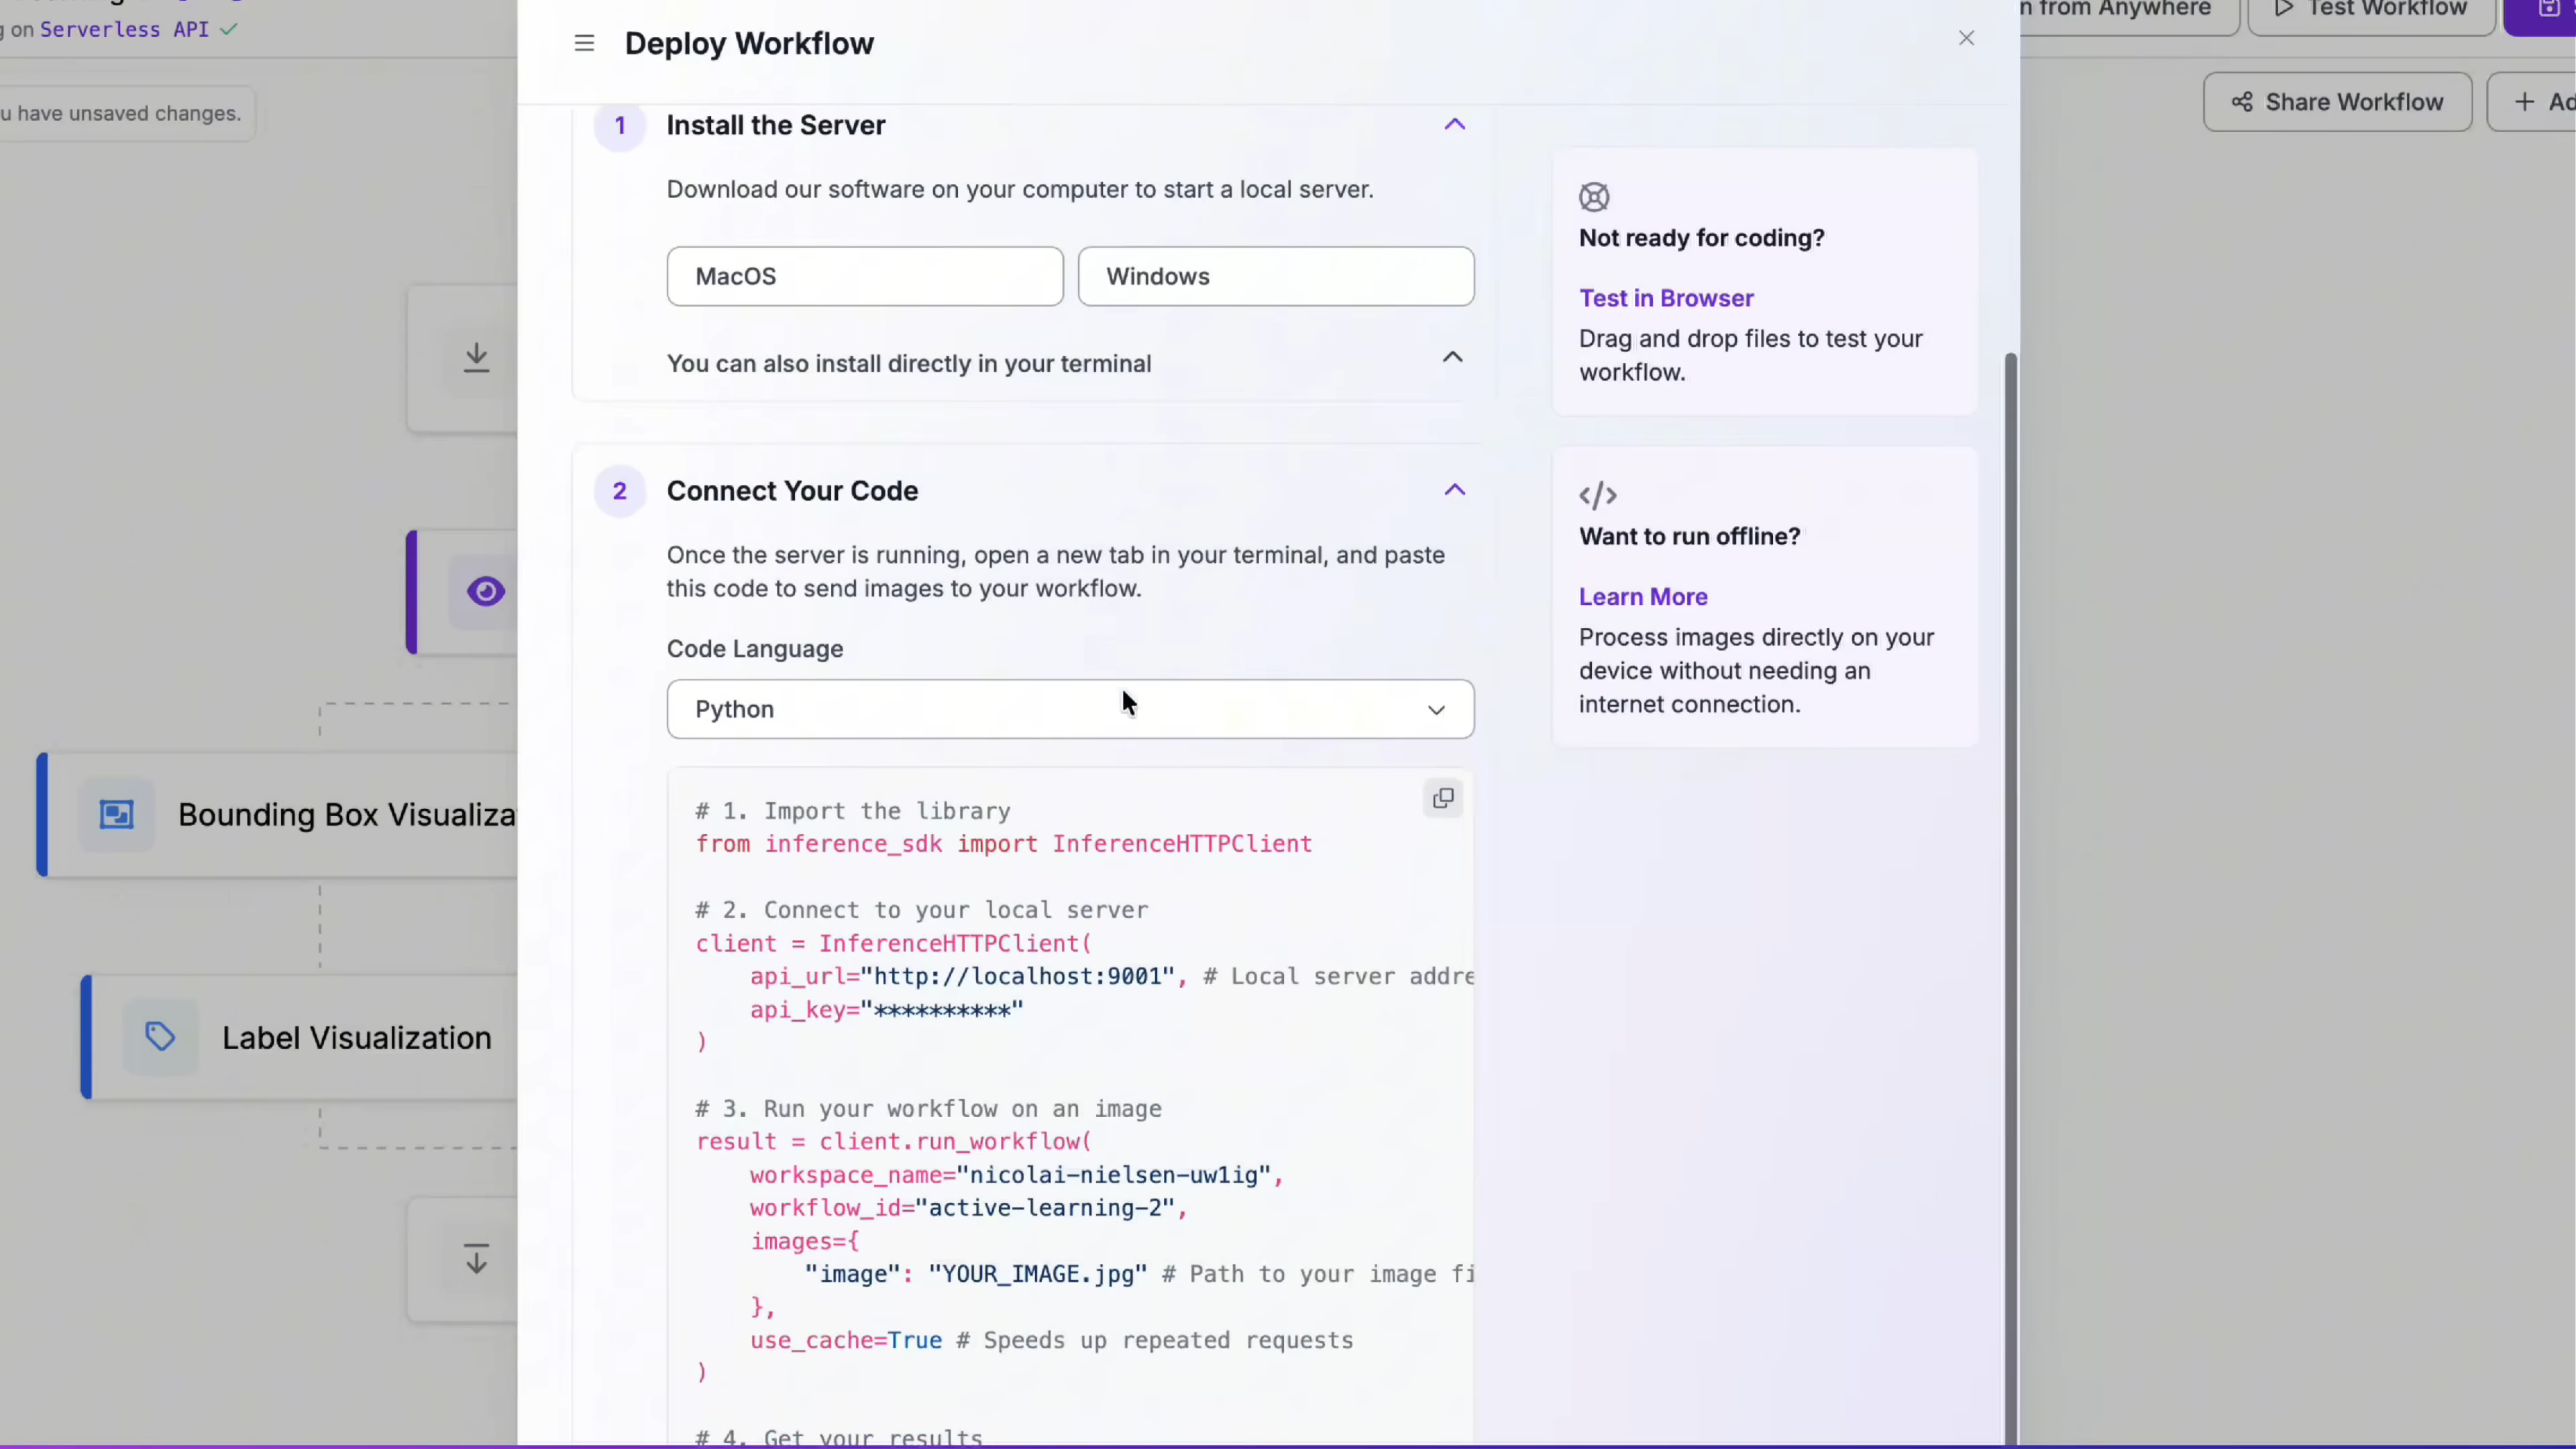 on Serverless API
n from Anywhere
Test Workflow
Deploy Workflow
u have unsaved changes.
Share Workflow
+ Ad
1 Install the Server
Download our software on your computer to start a local server.
MacOS
Windows
You can also install directly in your terminal
Not ready for coding?
Test in Browser
Drag and drop files to test your
workflow.
2 Connect Your Code
Once the server is running, open a new tab in your terminal, and paste
this code to send images to your workflow.
Code Language
Python
</>
Want to run offline?
Learn More
Process images directly on your
device without needing an
internet connection.
Bounding Box Visualiza
Label Visualization
# 1. Import the library
from inference_sdk import InferenceHTTPClient
# 2. Connect to your local server
client = InferenceHTTPClient(
api_url="http://localhost:9001", # Local server addre
api_key="**********"
)
# 3. Run your workflow on an image
result = client.run_workflow(
workspace_name="nicolai-nielsen-uw1ig",
workflow_id="active-learning-2",
images={
"image": "YOUR_IMAGE.jpg" # Path to your image fi
},
use_cache=True # Speeds up repeated requests
)
# 4. Get your results